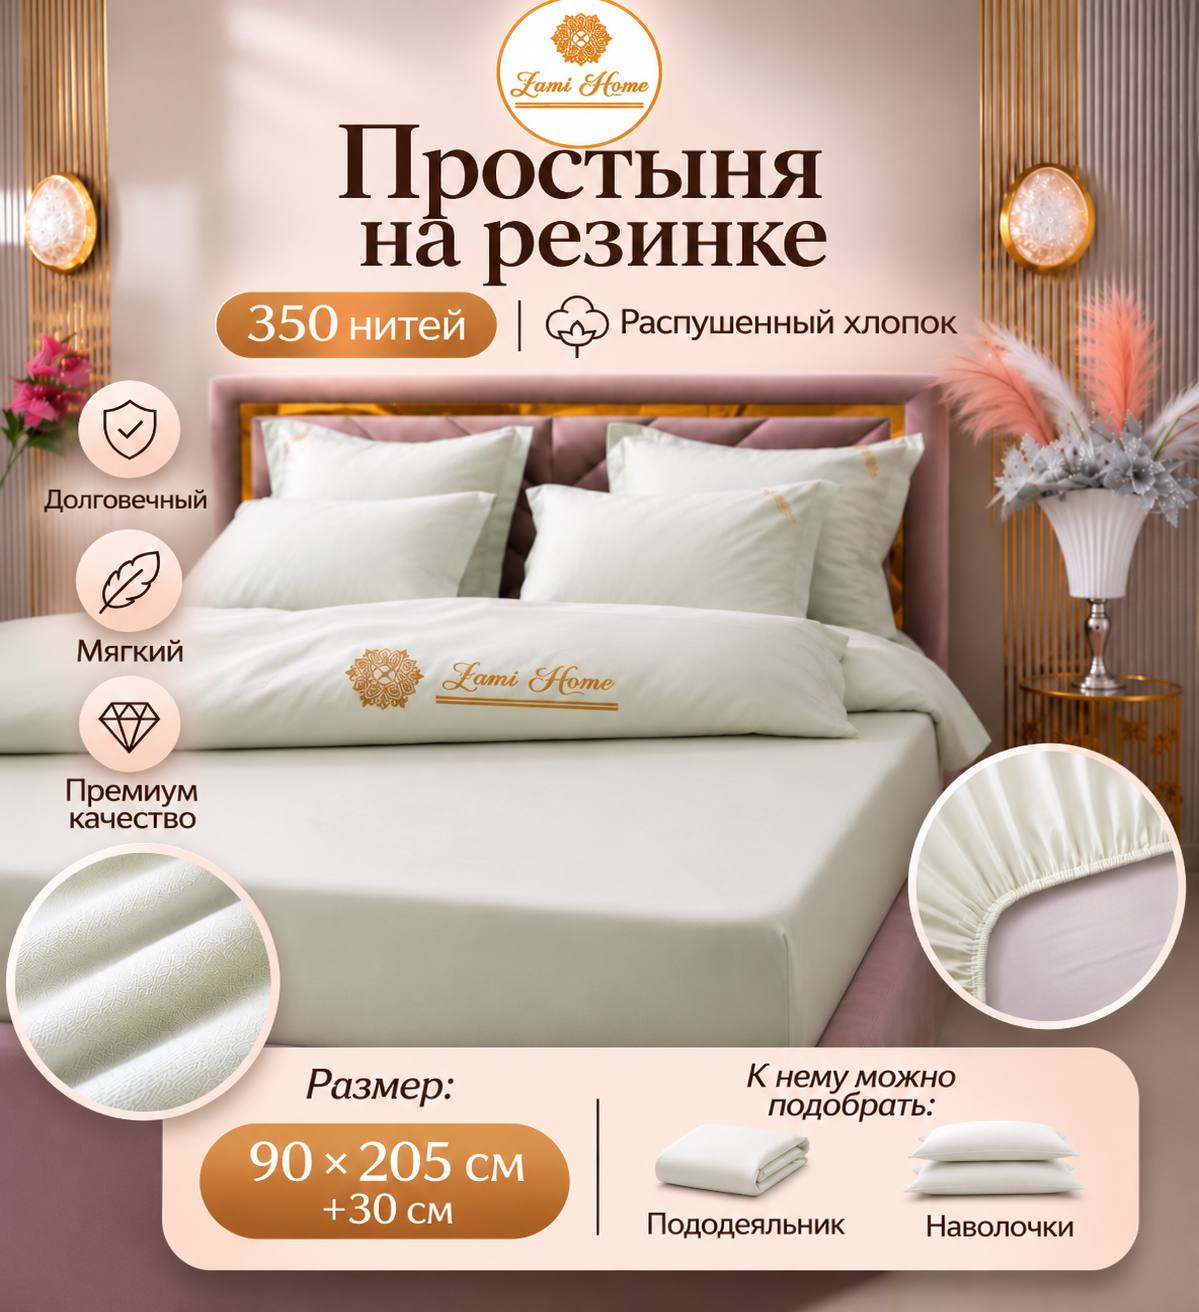 Zami Home
Простыня
на резинке
350 нитей
Распушенный хлопок
Долговечный
Мягкий
Премиум
качество
Zami Home
Размер:
90 × 205 см
+30 см
К нему можно
подобрать:
Пододеяльник
Наволочки